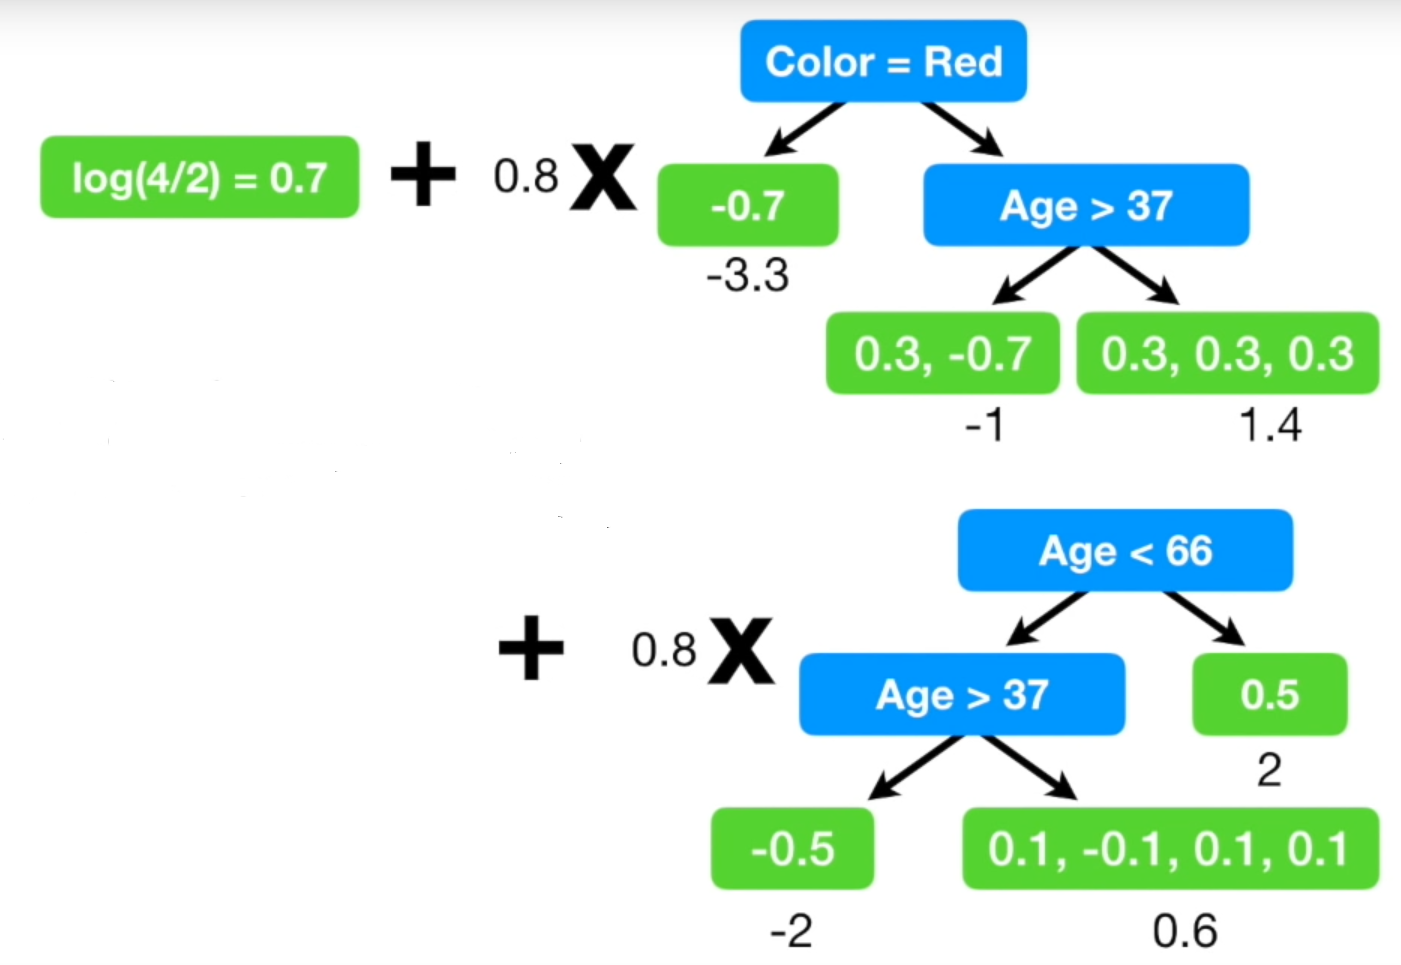 Color = Red
log(4/2) = 0.7
+
0.8 X
-0.7
Age > 37
-3.3
0.3, -0.7
0.3, 0.3, 0.3
-1
1.4
Age < 66
+
0.8 X
Age > 37
0.5
2
-0.5
0.1, -0.1, 0.1, 0.1
-2
0.6